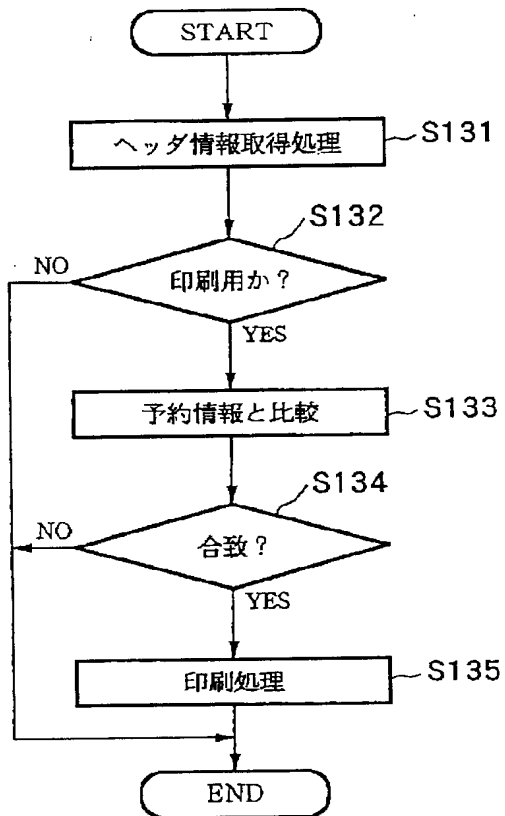 START
ヘッダ情報取得処理
S131
S132
NO
印刷用か？
YES
予約情報と比較
S133
S134
NO
合致？
YES
印刷処理
S135
END